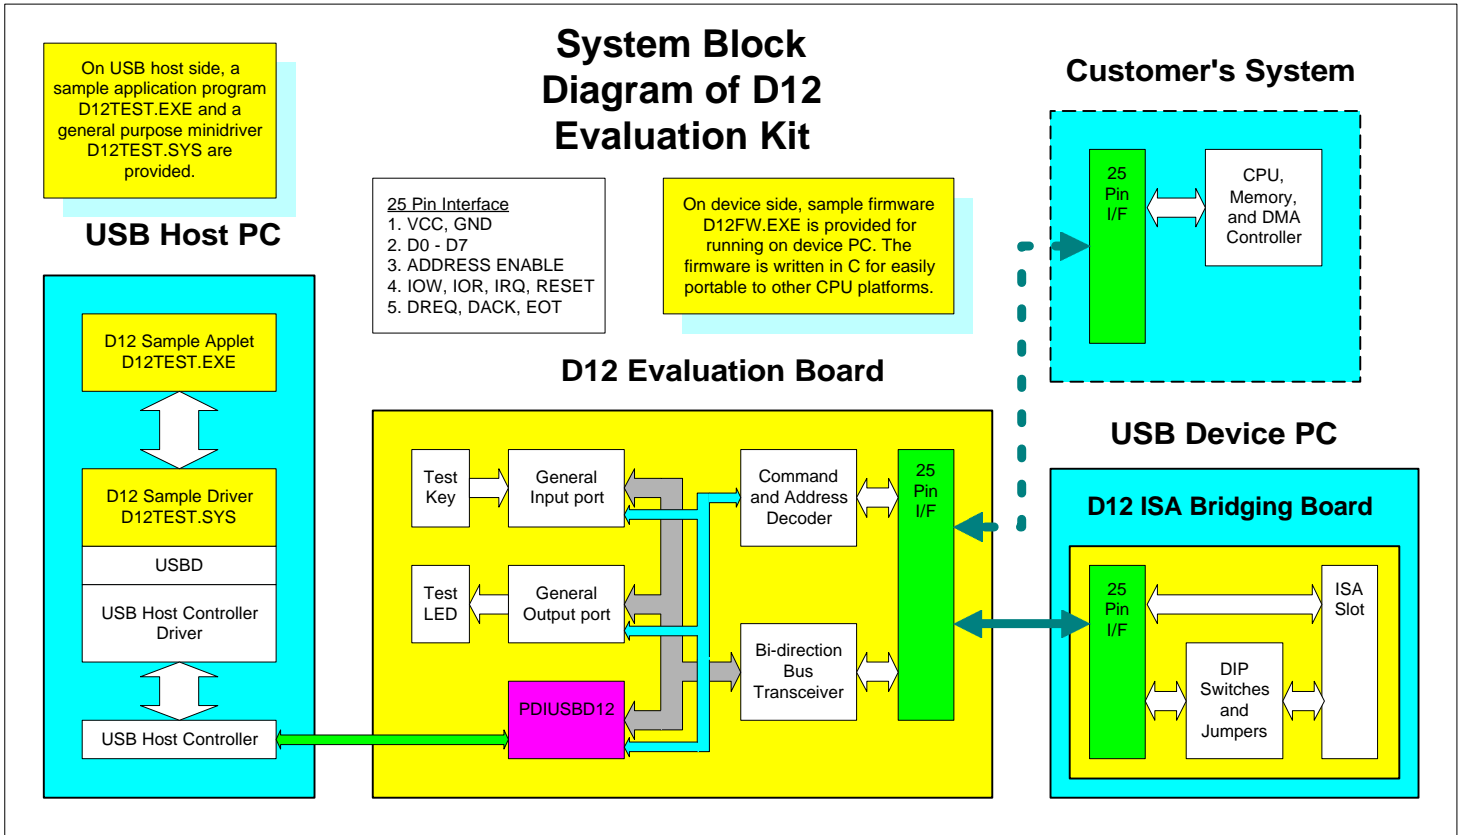 System Block
Diagram of D12
Evaluation Kit
On USB host side, a
sample application program
D12TEST.EXE and a
general purpose minidriver
D12TEST.SYS are
provided.
USB Host PC
D12 Sample Applet
D12TEST.EXE
D12 Sample Driver
D12TEST.SYS
USBD
USB Host Controller
Driver
USB Host Controller
25 Pin Interface
1. VCC, GND
2. D0 - D7
3. ADDRESS ENABLE
4. IOW, IOR, IRQ, RESET
5. DREQ, DACK, EOT
On device side, sample firmware
D12FW.EXE is provided for
running on device PC. The
firmware is written in C for easily
portable to other CPU platforms.
D12 Evaluation Board
Test
Key
General
Input port
Command
and Address
Decoder
25
Pin
I/F
Test
LED
General
Output port
Bi-direction
Bus
Transceiver
PDIUSBD12
Customer's System
25
Pin
I/F
CPU,
Memory,
and DMA
Controller
USB Device PC
D12 ISA Bridging Board
25
Pin
I/F
ISA
Slot
DIP
Switches
and
Jumpers